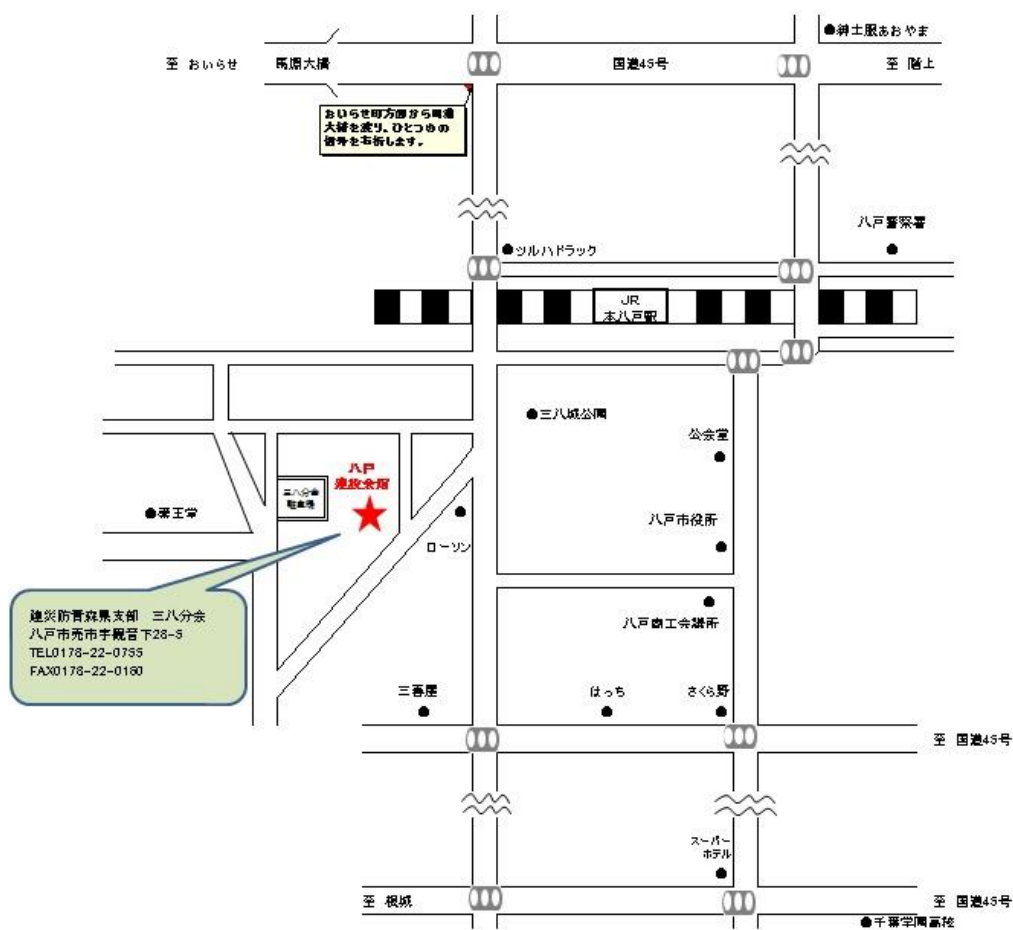 ●紳士服あおやま
至 おいらせ
馬淵大橋
国道45号
至 階上
おいらせ町方面から馬淵
大橋を渡り、ひとつめの
信号を右折します。
八戸警察署
ツルハドラック
JR
本八戸駅
三八城公園
公会堂
八戸
建設会館
三八分会
駐車場
薬王堂
ローソン
八戸市役所
建災防青森県支部 三八分会
八戸市売市字観音下28-5
TEL0178-22-0755
FAX0178-22-0160
八戸商工会議所
三春屋
はっち
さくら野
至 国道45号
スーパー
ホテル
至 根城
至 国道45号
●千葉学園高校